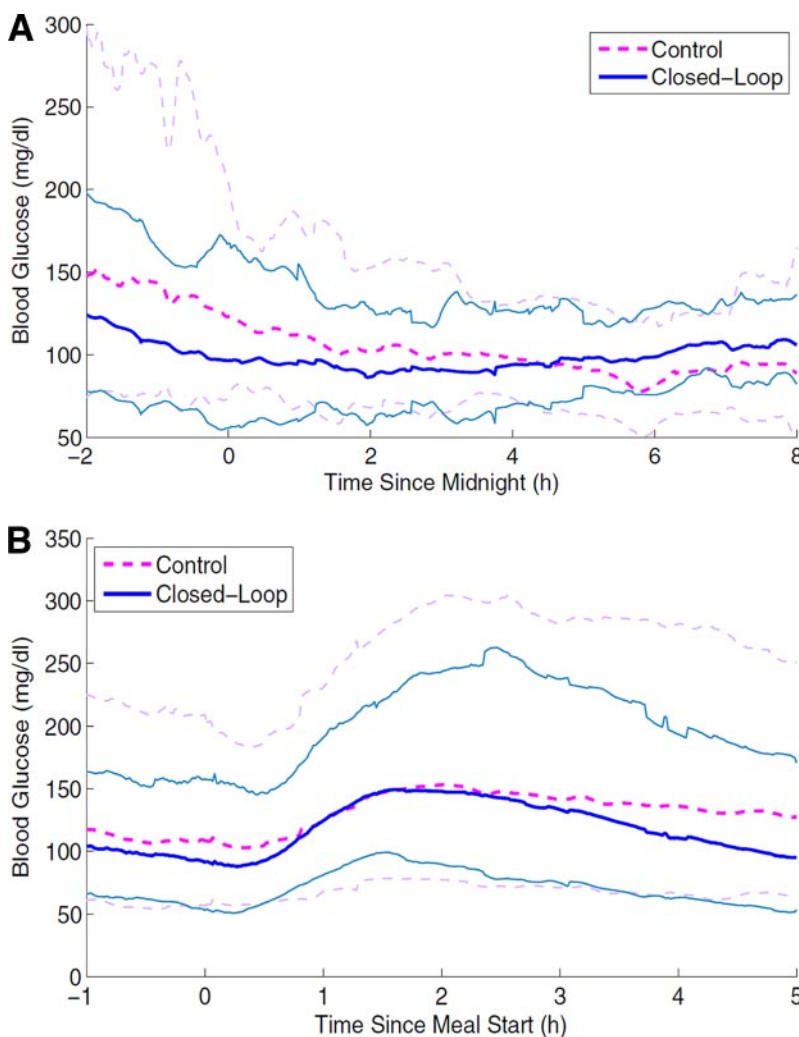 A
300
250
200
150
100
50
Blood Glucose (mg/dl)
Control
Closed-Loop
-2 0 2 4 6 8
Time Since Midnight (h)
B
350
300
250
200
150
100
50
0
Blood Glucose (mg/dl)
Control
Closed-Loop
-1 0 1 2 3 4 5
Time Since Meal Start (h)